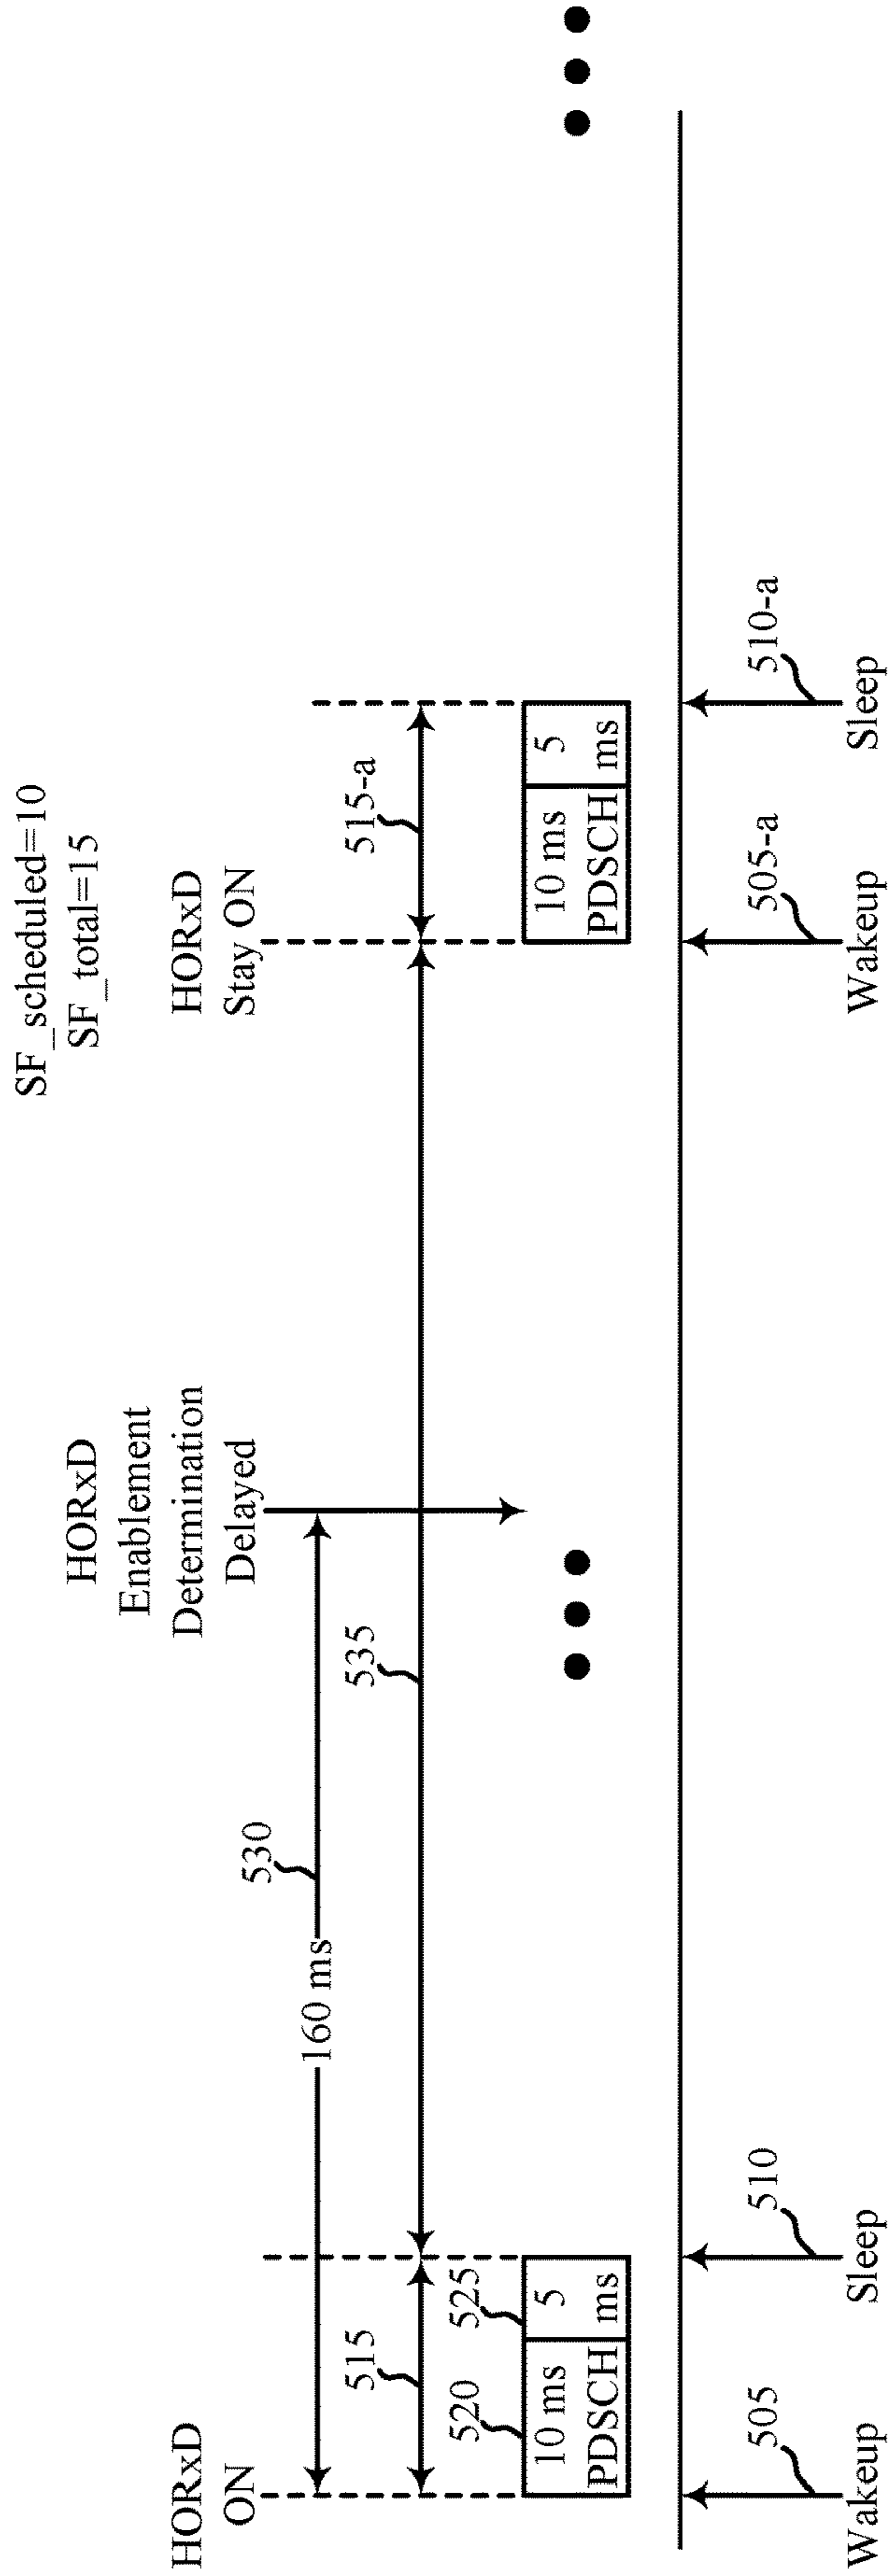 SF_scheduled=10
SF_total=15
HORxD
ON
HORxD
Enablement
Determination
Delayed
HORxD
Stay ON
530
160 ms
515
535
515-a
520
525
10 ms
PDSCH
5
ms
10 ms
PDSCH
5
ms
505
510
505-a
510-a
Wakeup
Sleep
Wakeup
Sleep